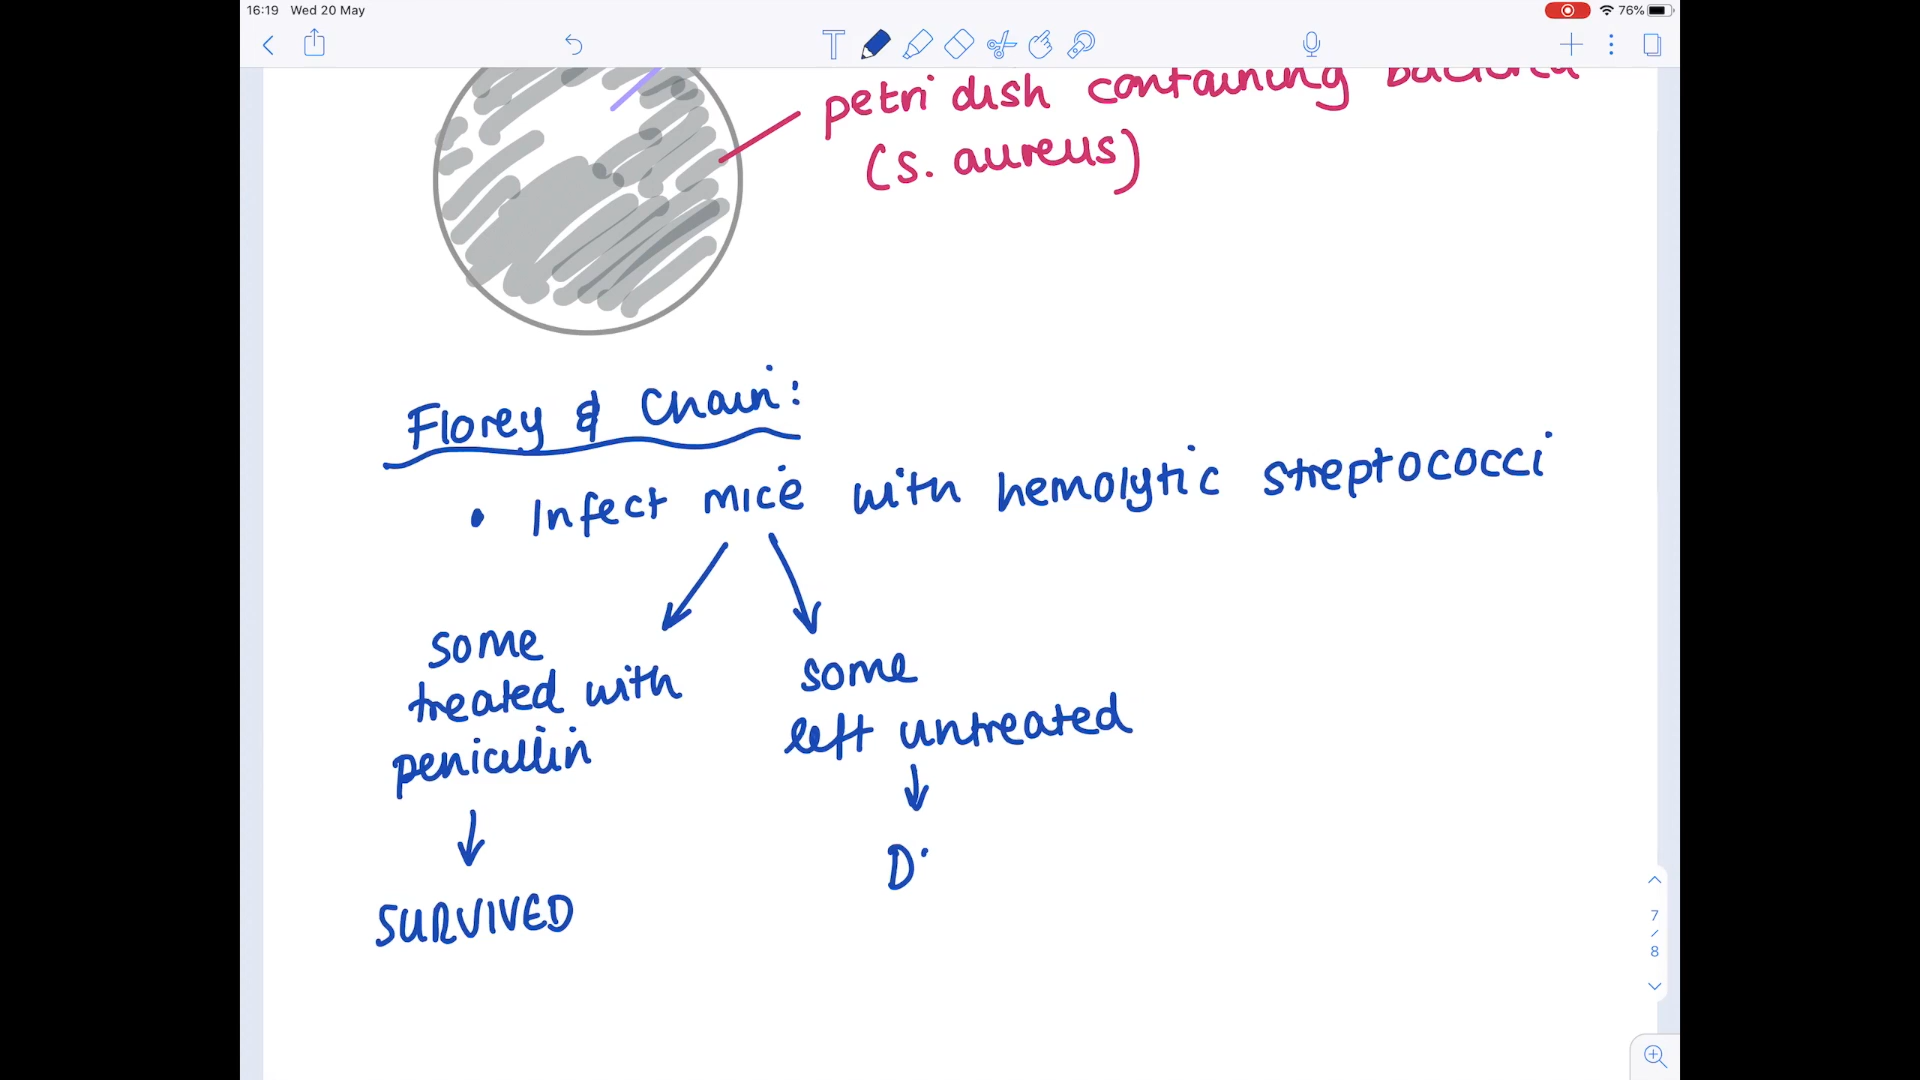 16:19 Wed 20 May
76%
petri dish containing bacteria
(s. aureus)
Florey & Chain:
• Infect mice with hemolytic streptococci
some
treated with
penicillin
some
left untreated
SURVIVED
D
7
/
8